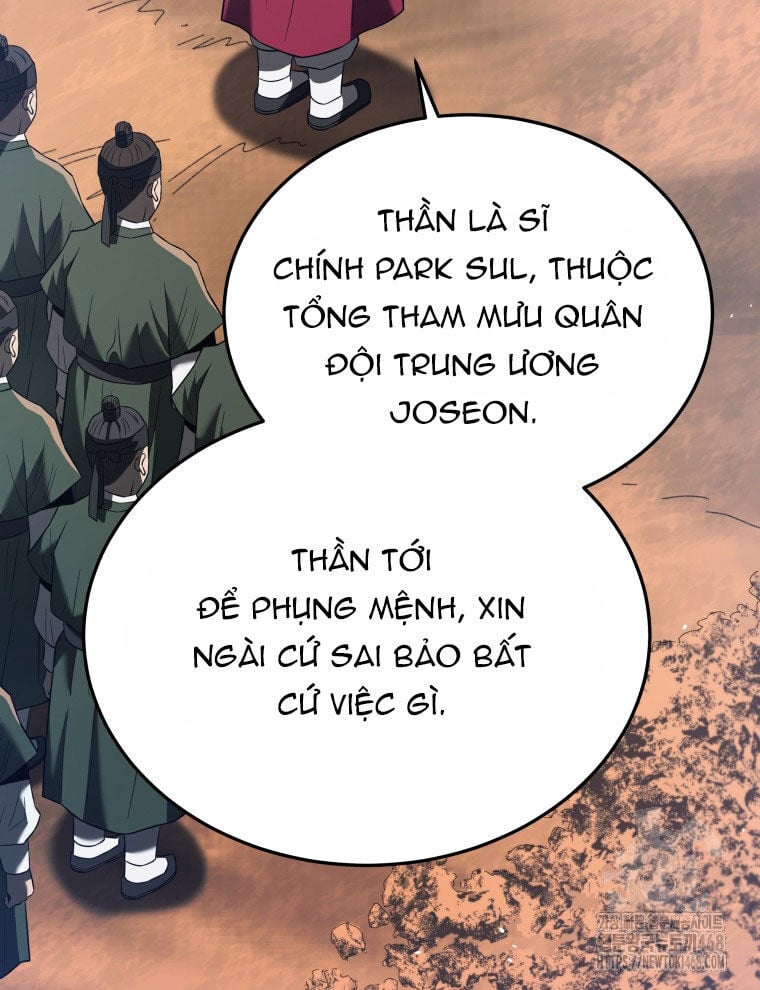 THẦN LÀ SĨ
CHÍNH PARK SUL, THUỘC
TỔNG THAM MƯU QUÂN
ĐỘI TRUNG ƯƠNG
JOSEON.
THẦN TỚI
ĐỂ PHỤNG MỆNH, XIN
NGÀI CỨ SAI BẢO BẤT
CỨ VIỆC GÌ.
HTTPS://NEWTOKI468.COM